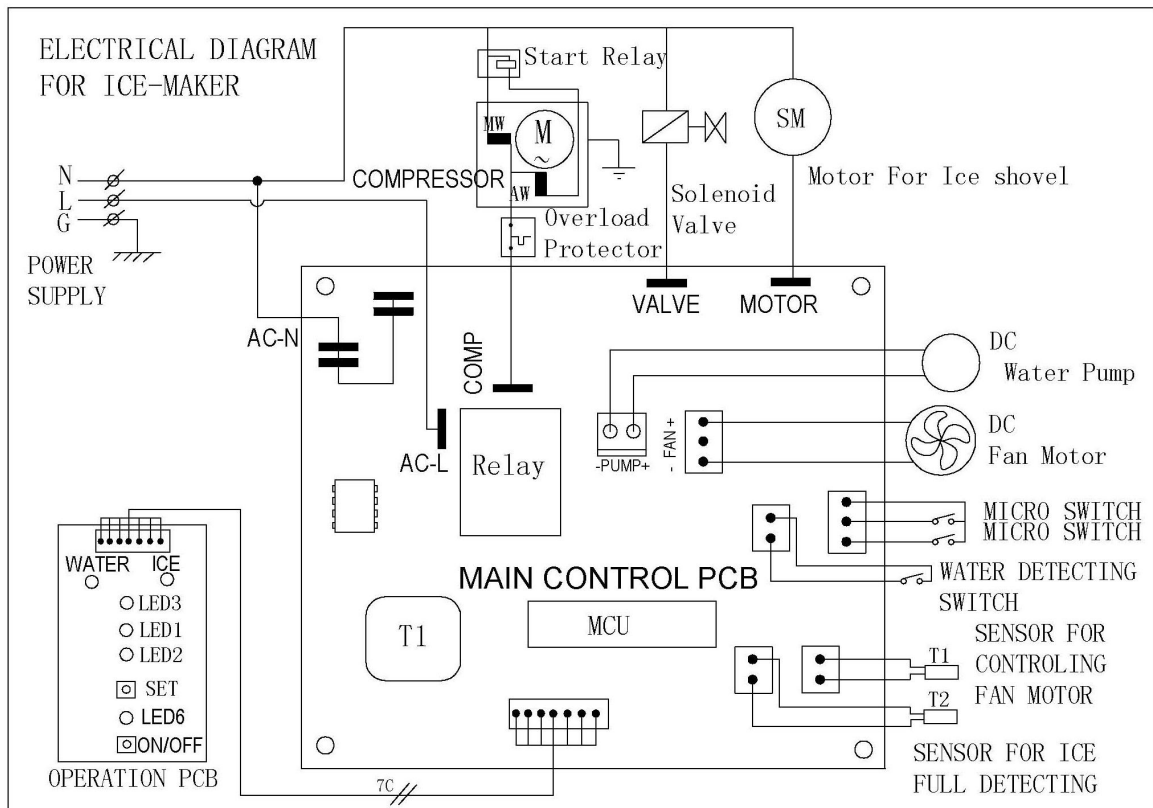 ELECTRICAL DIAGRAM
FOR ICE-MAKER
Start Relay
MW
M
~
AW
COMPRESSOR
SM
Motor For Ice shovel
Solenoid
Valve
Overload
Protector
N
L
G
POWER
SUPPLY
VALVE
MOTOR
AC-N
COMP
AC-L
Relay
-PUMP+
- FAN +
DC
Water Pump
DC
Fan Motor
MICRO SWITCH
MICRO SWITCH
WATER DETECTING
SWITCH
MAIN CONTROL PCB
MCU
T1
SENSOR FOR
CONTROLING
FAN MOTOR
T1
T2
SENSOR FOR ICE
FULL DETECTING
WATER
ICE
LED3
LED1
LED2
SET
LED6
ON/OFF
OPERATION PCB
7C